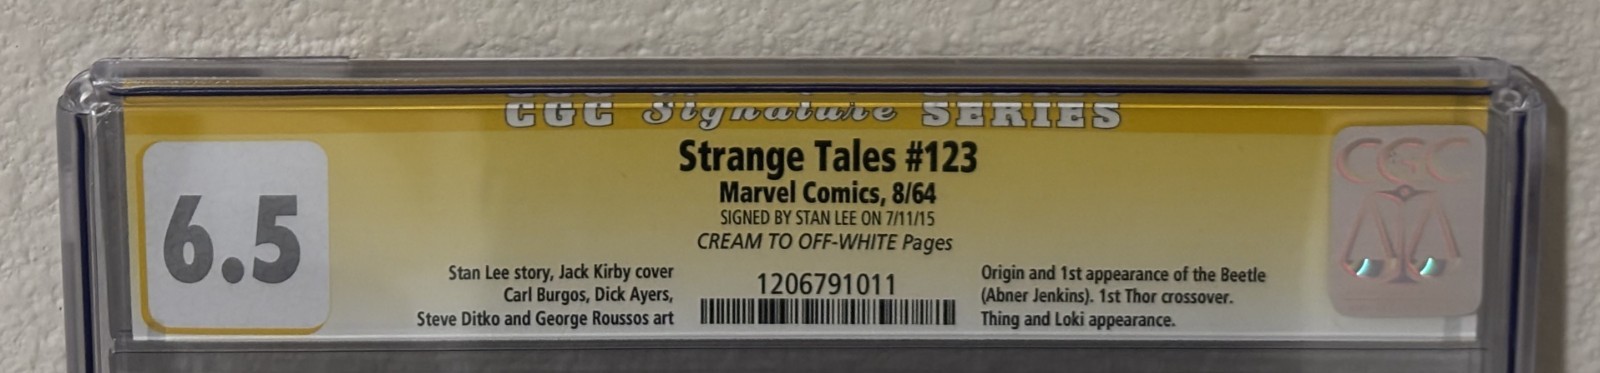 CGC Signature SERIES
6.5
Strange Tales #123
Marvel Comics, 8/64
SIGNED BY STAN LEE ON 7/11/15
CREAM TO OFF-WHITE Pages
Stan Lee story, Jack Kirby cover
Carl Burgos, Dick Ayers,
Steve Ditko and George Roussos art
1206791011
Origin and 1st appearance of the Beetle
(Abner Jenkins). 1st Thor crossover.
Thing and Loki appearance.
CGC